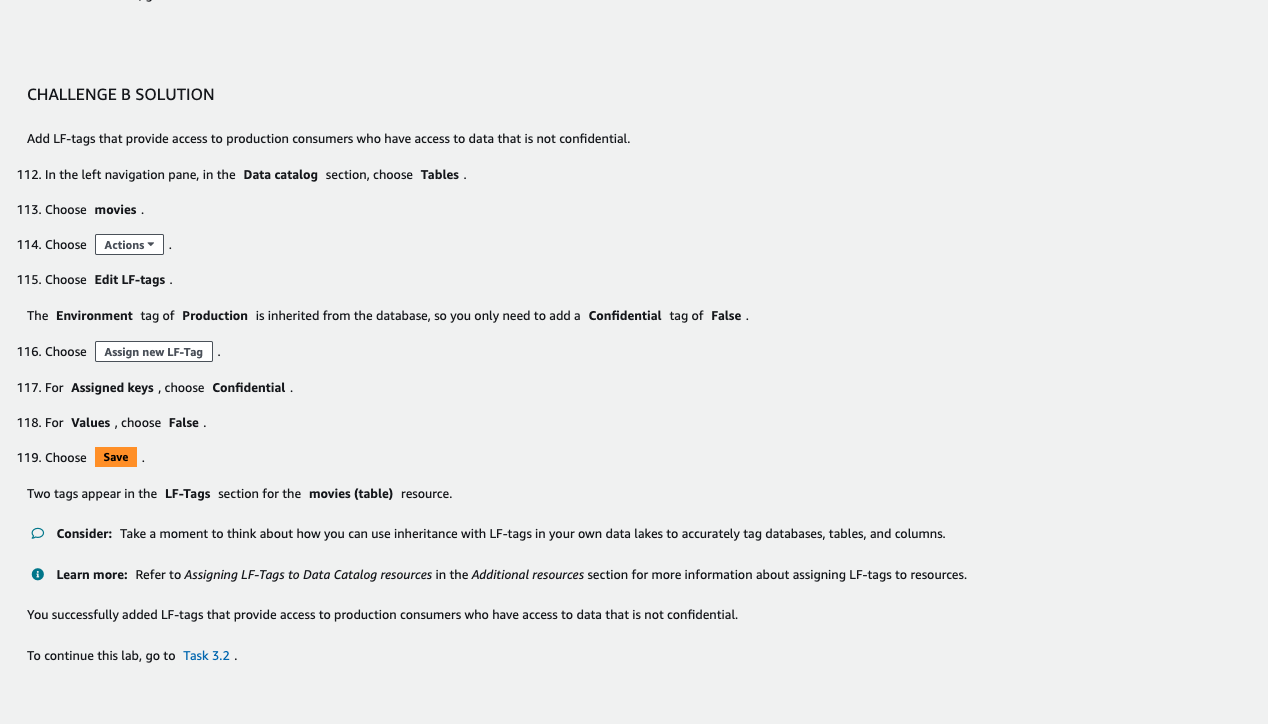 CHALLENGE B SOLUTION
Add LF-tags that provide access to production consumers who have access to data that is not confidential.
112. In the left navigation pane, in the Data catalog section, choose Tables .
113. Choose movies .
114. Choose Actions .
115. Choose Edit LF-tags .
The Environment tag of Production is inherited from the database, so you only need to add a Confidential tag of False .
116. Choose Assign new LF-Tag .
117. For Assigned keys , choose Confidential .
118. For Values , choose False .
119. Choose Save .
Two tags appear in the LF-Tags section for the movies (table) resource.
Consider: Take a moment to think about how you can use inheritance with LF-tags in your own data lakes to accurately tag databases, tables, and columns.
Learn more: Refer to Assigning LF-Tags to Data Catalog resources in the Additional resources section for more information about assigning LF-tags to resources.
You successfully added LF-tags that provide access to production consumers who have access to data that is not confidential.
To continue this lab, go to Task 3.2 .